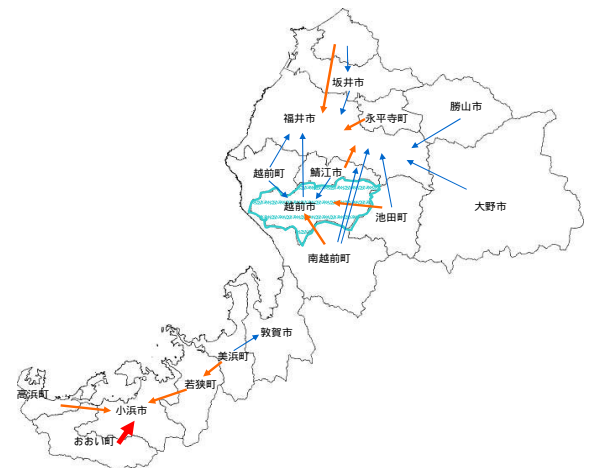 坂井市
福井市
永平寺町
勝山市
越前町
鯖江市
越前市
池田町
大野市
南越前町
敦賀市
美浜町
若狭町
高浜町
小浜市
おおい町